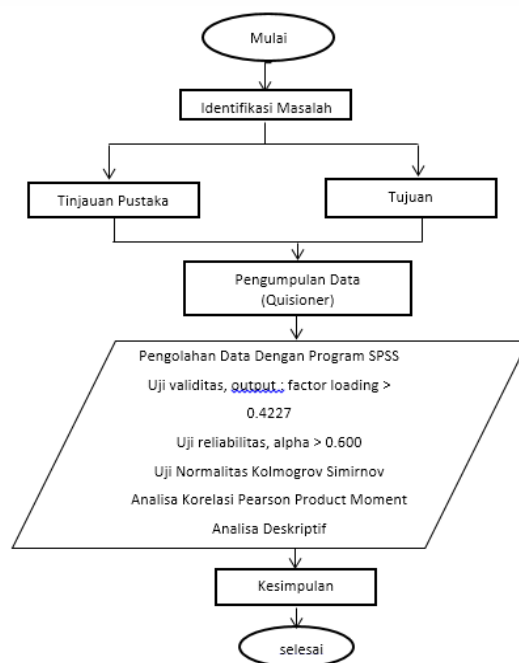 Mulai
Identifikasi Masalah
Tinjauan Pustaka
Tujuan
Pengumpulan Data
(Quisioner)
Pengolahan Data Dengan Program SPSS
Uji validitas, output : factor loading >
0.4227
Uji reliabilitas, alpha > 0.600
Uji Normalitas Kolmogrov Simirnov
Analisa Korelasi Pearson Product Moment
Analisa Deskriptif
Kesimpulan
selesai